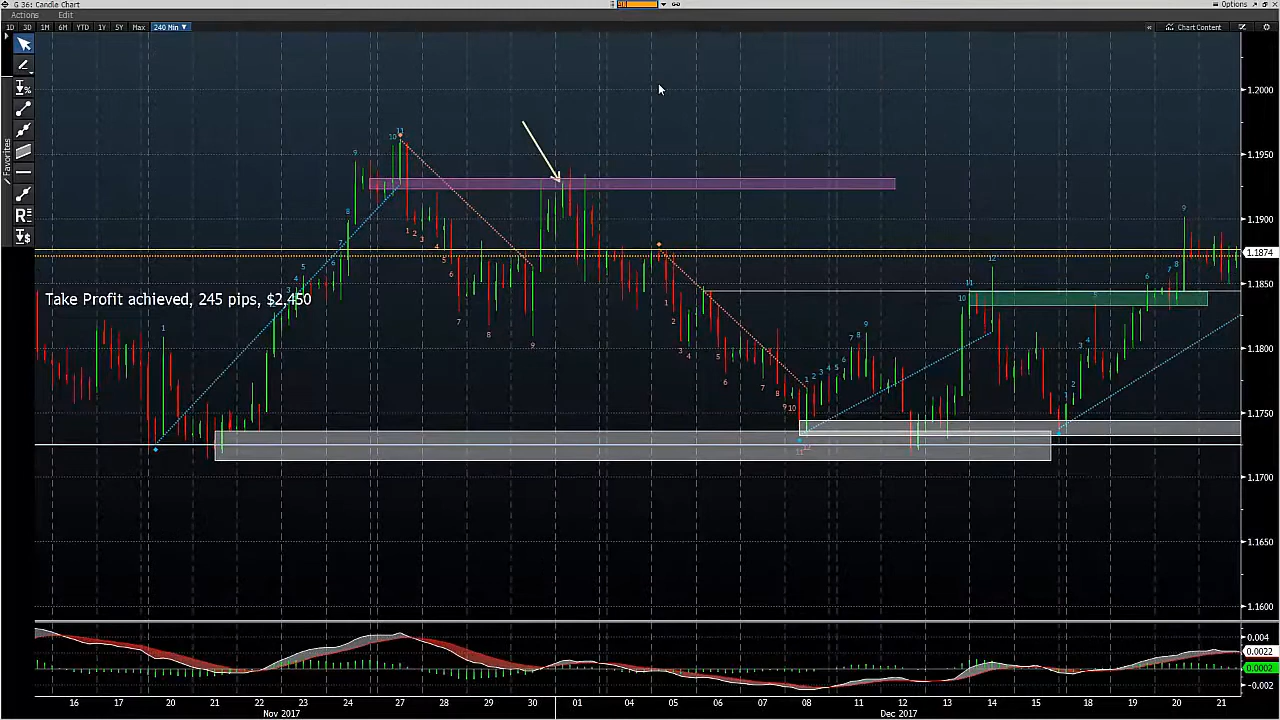 G 36: Candle Chart
Options
Actions Edit
1D 3D 1M 6M YTD 1Y 5Y Max 240 Min ▼
« Chart Content
Favorites
1.2000
1.1950
1.1900
1.1874
1.1850
1.1800
1.1750
1.1700
1.1650
1.1600
Take Profit achieved, 245 pips, $2,450
0.004
0.0022
0.0002
-0.002
16 17 20 21 22 23 24 27 28 29 30 01 04 05 06 07 08 11 12 13 14 15 18 19 20 21
Nov 2017 Dec 2017